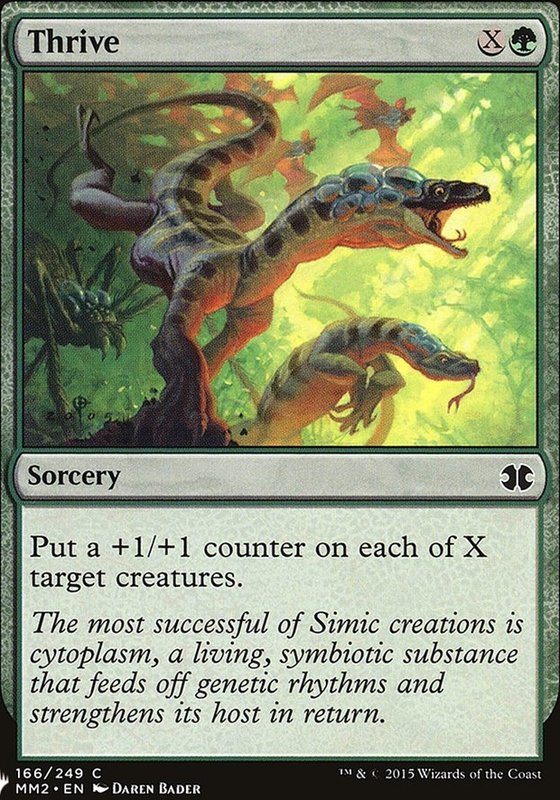 Thrive
X
Sorcery
Put a +1/+1 counter on each of X
target creatures.
The most successful of Simic creations is
cytoplasm, a living, symbiotic substance
that feeds off genetic rhythms and
strengthens its host in return.
166/249 C
MM2 • EN DAREN BADER
™ & © 2015 Wizards of the Coast